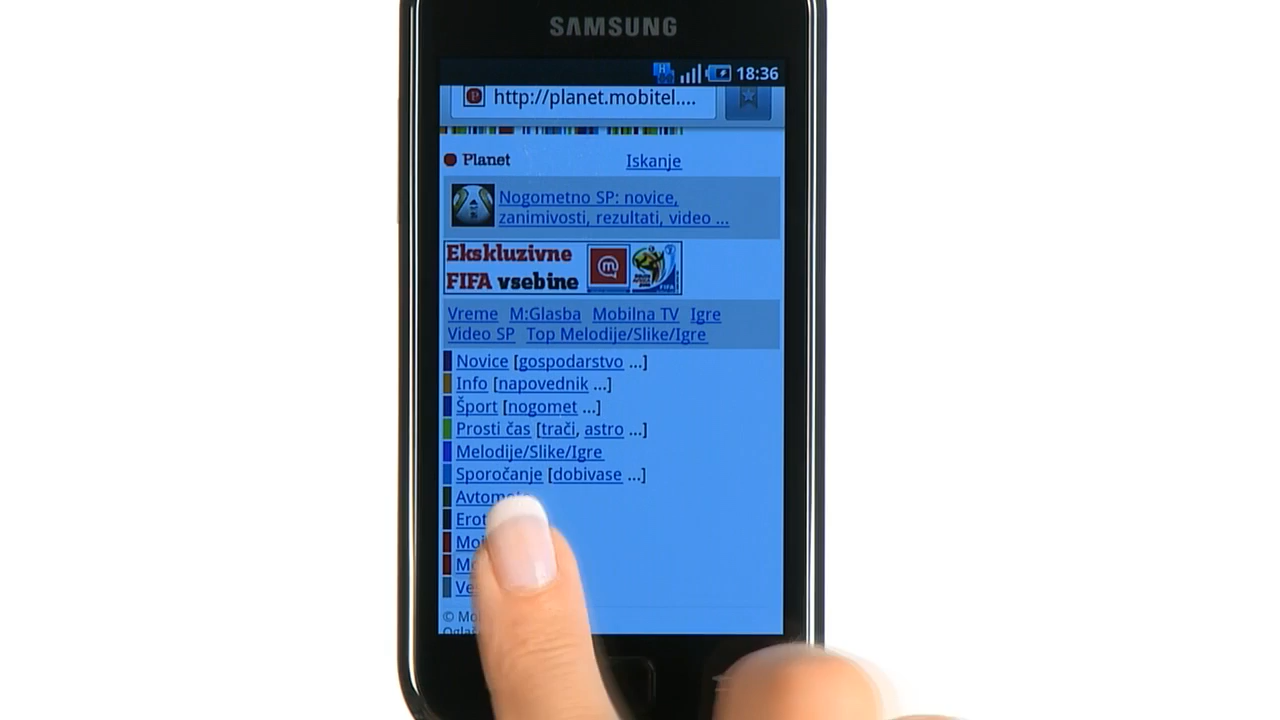 SAMSUNG
18:36
http://planet.mobitel....
Planet Iskanje
Nogometno SP: novice,
zanimivosti, rezultati, video ...
Ekskluzivne
FIFA vsebine
Vreme M:Glasba Mobilna TV Igre
Video SP Top Melodije/Slike/Igre
Novice [gospodarstvo ...]
Info [napovednik ...]
Šport [nogomet ...]
Prosti čas [trači, astro ...]
Melodije/Slike/Igre
Sporočanje [dobivase ...]